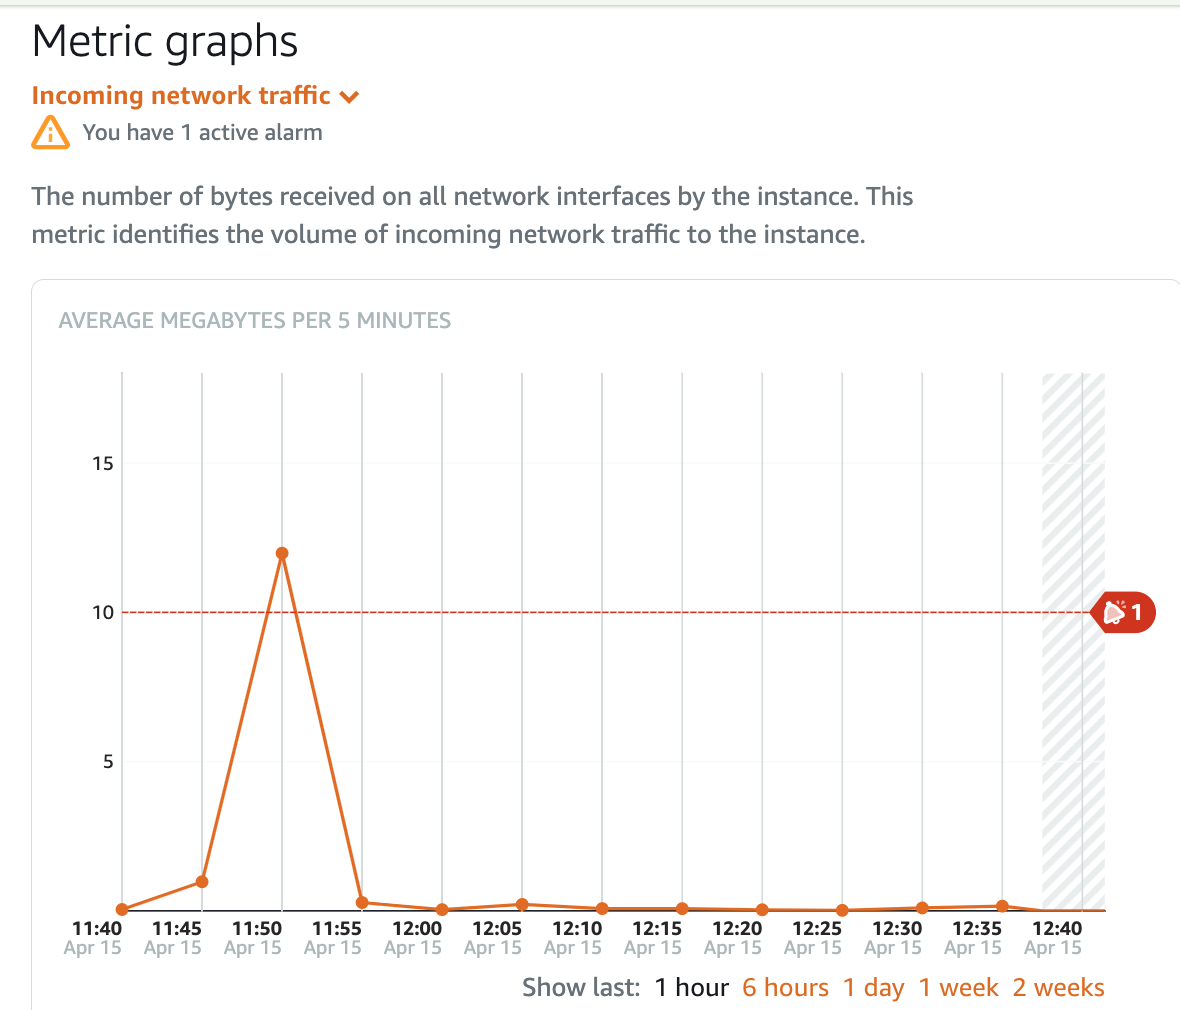 Metric graphs
Incoming network traffic
You have 1 active alarm
The number of bytes received on all network interfaces by the instance. This
metric identifies the volume of incoming network traffic to the instance.
AVERAGE MEGABYTES PER 5 MINUTES
15
10
1
5
11:40 11:45 11:50 11:55 12:00 12:05 12:10 12:15 12:20 12:25 12:30 12:35 12:40
Apr 15 Apr 15 Apr 15 Apr 15 Apr 15 Apr 15 Apr 15 Apr 15 Apr 15 Apr 15 Apr 15 Apr 15 Apr 15
Show last: 1 hour 6 hours 1 day 1 week 2 weeks